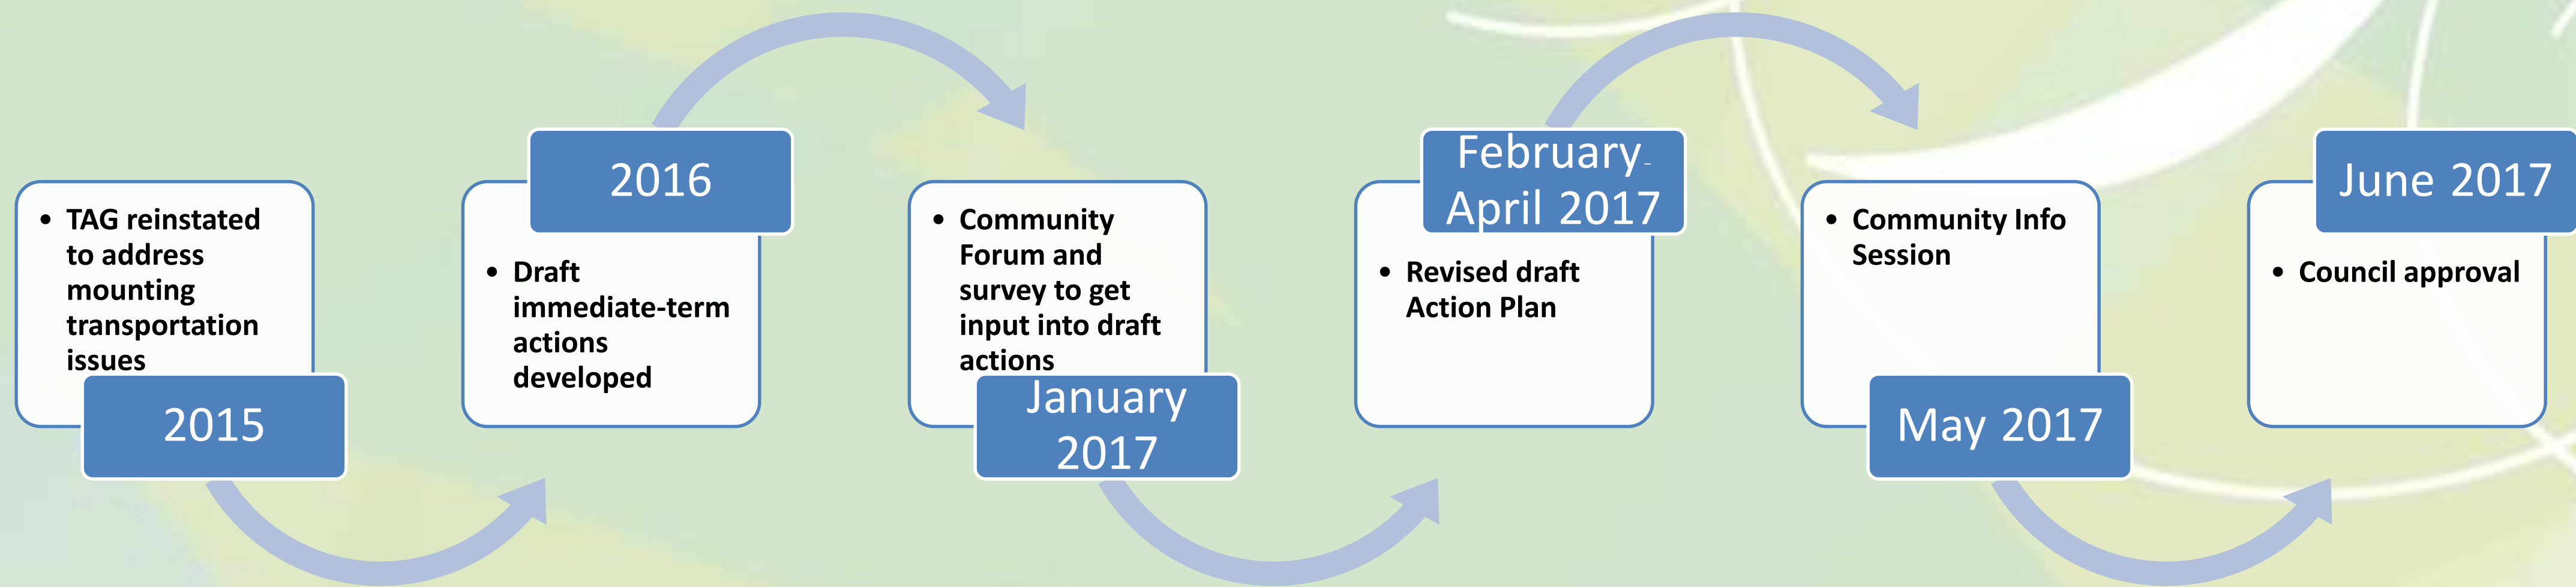 • TAG reinstated
to address
mounting
transportation
issues
2015
2016
• Draft
immediate-term
actions
developed
• Community
Forum and
survey to get
input into draft
actions
January
2017
February-
April 2017
• Revised draft
Action Plan
• Community Info
Session
May 2017
June 2017
• Council approval